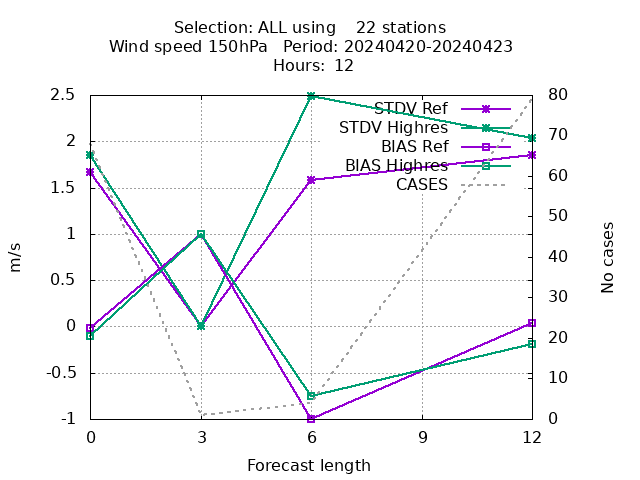 Selection: ALL using    22 stations
Wind speed 150hPa   Period: 20240420-20240423
Hours:  12
STDV Ref
STDV Highres
BIAS Ref
BIAS Highres
CASES
2.5
2
1.5
1
0.5
0
-0.5
-1
80
70
60
50
40
30
20
10
0
m/s
No cases
0
3
6
9
12
Forecast length